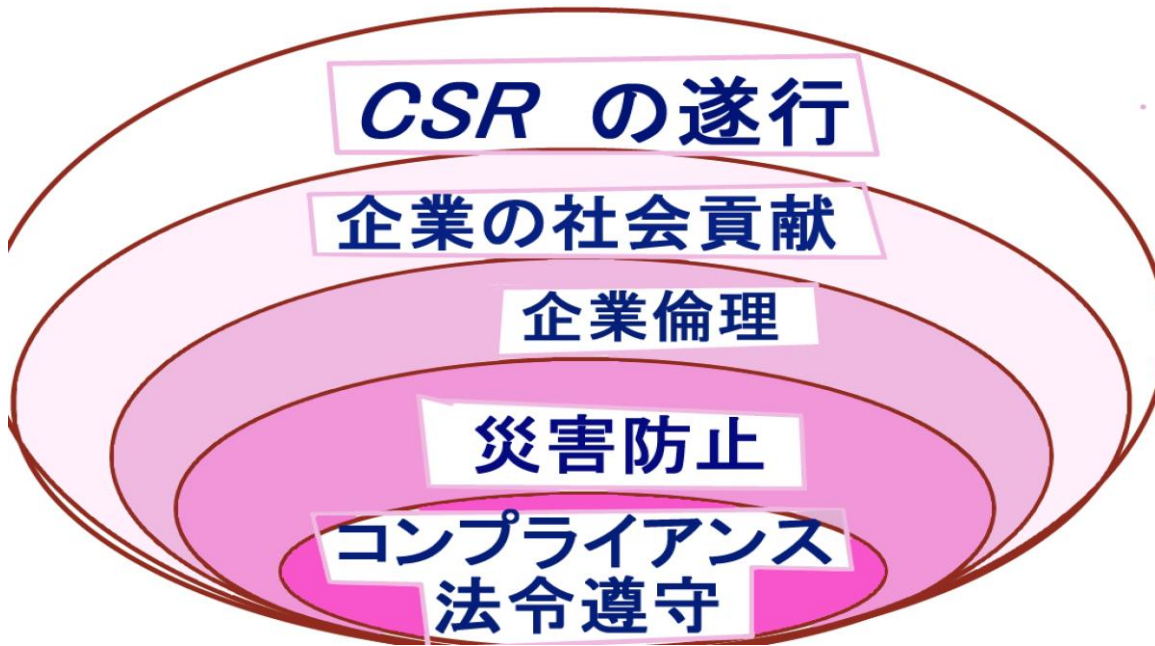 CSR の遂行
企業の社会貢献
企業倫理
災害防止
コンプライアンス
法令遵守